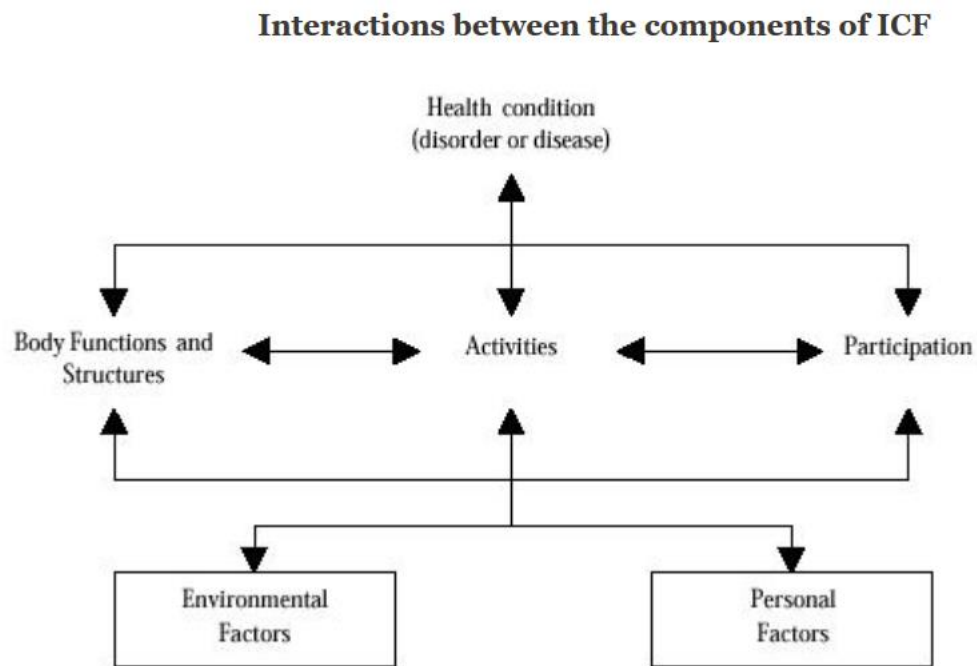 Interactions between the components of ICF
Health condition
(disorder or disease)
Body Functions and
Structures
Activities
Participation
Environmental
Factors
Personal
Factors